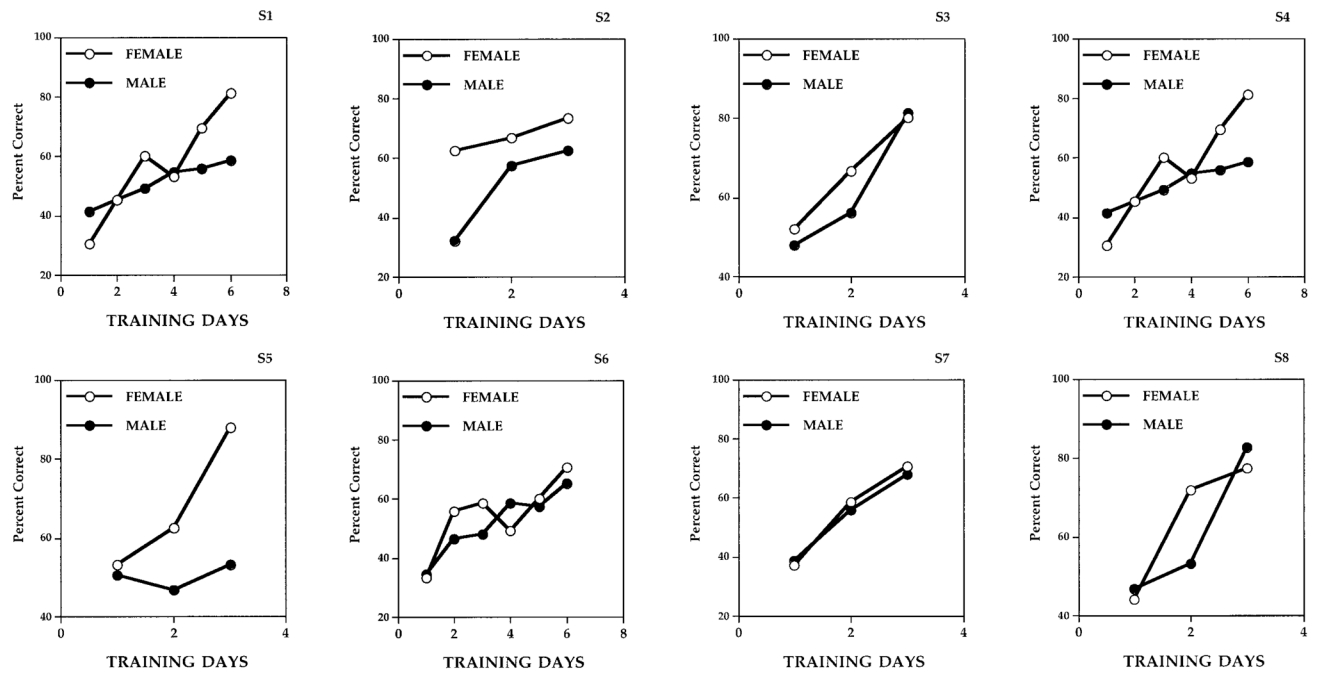 S1
100
80
60
40
20
0 2 4 6 8
FEMALE
MALE
Percent Correct
TRAINING DAYS
S2
100
80
60
40
20
0 2 4
FEMALE
MALE
Percent Correct
TRAINING DAYS
S3
100
80
60
40
0 2 4
FEMALE
MALE
Percent Correct
TRAINING DAYS
S4
100
80
60
40
20
0 2 4 6 8
FEMALE
MALE
Percent Correct
TRAINING DAYS
S5
100
80
60
40
0 2 4
FEMALE
MALE
Percent Correct
TRAINING DAYS
S6
100
80
60
40
20
0 2 4 6 8
FEMALE
MALE
Percent Correct
TRAINING DAYS
S7
100
80
60
40
20
0 2 4
FEMALE
MALE
Percent Correct
TRAINING DAYS
S8
100
80
60
40
0 2 4
FEMALE
MALE
Percent Correct
TRAINING DAYS